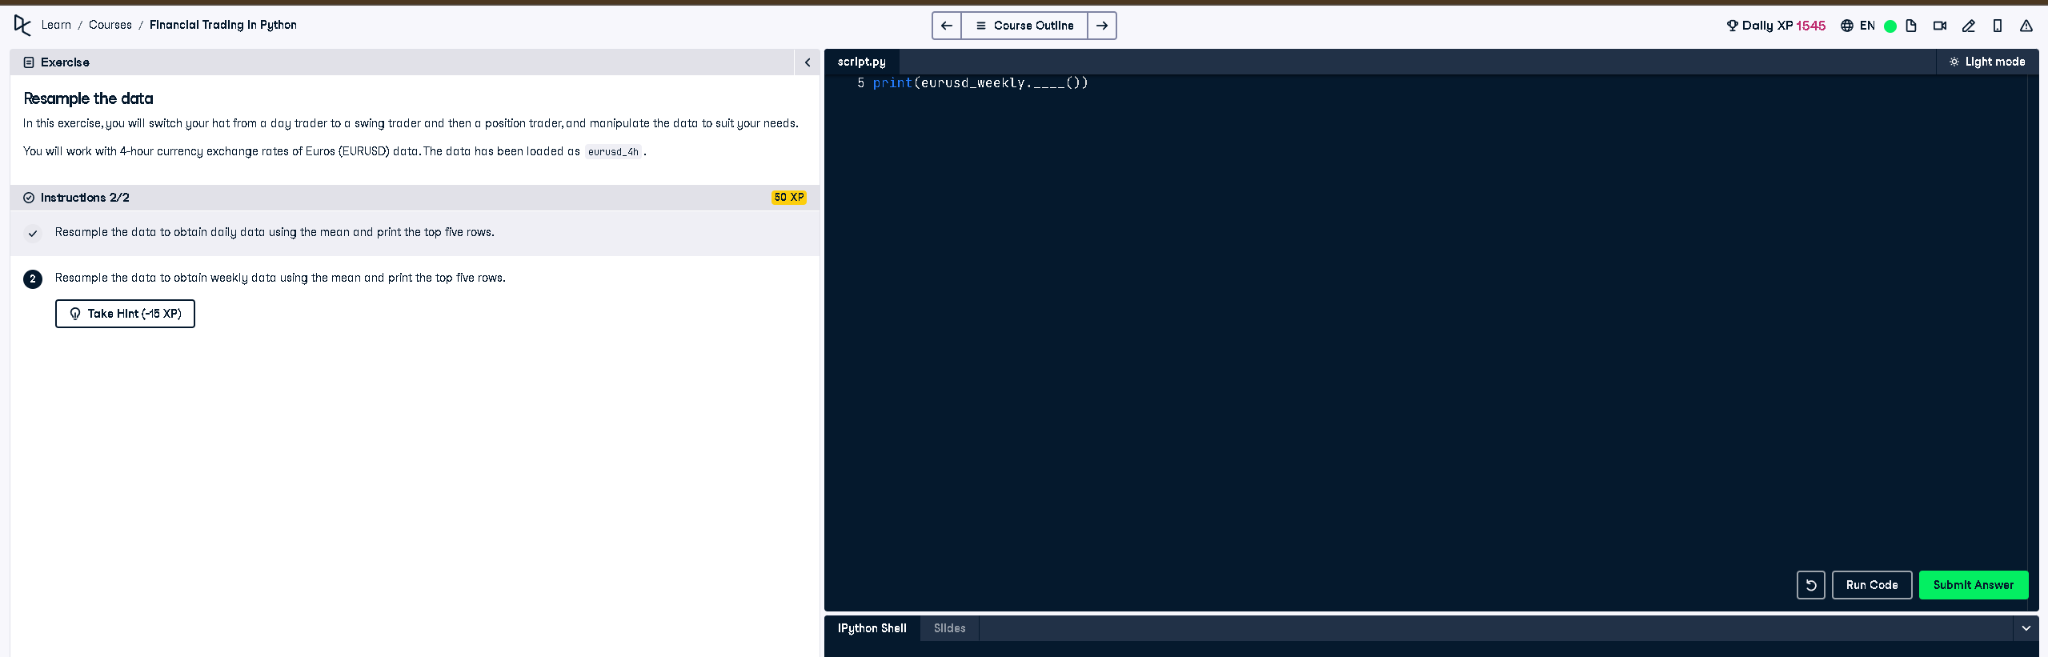 Learn / Courses / Financial Trading in Python
Course Outline
Daily XP 1545
EN
Exercise
Resample the data
In this exercise, you will switch your hat from a day trader to a swing trader and then a position trader, and manipulate the data to suit your needs.
You will work with 4-hour currency exchange rates of Euros (EURUSD) data. The data has been loaded as eurusd_4h .
Instructions 2/2
50 XP
Resample the data to obtain daily data using the mean and print the top five rows.
2
Resample the data to obtain weekly data using the mean and print the top five rows.
Take Hint (-15 XP)
script.py
Light mode
5 print(eurusd_weekly.____())
Run Code
Submit Answer
IPython Shell
Slides